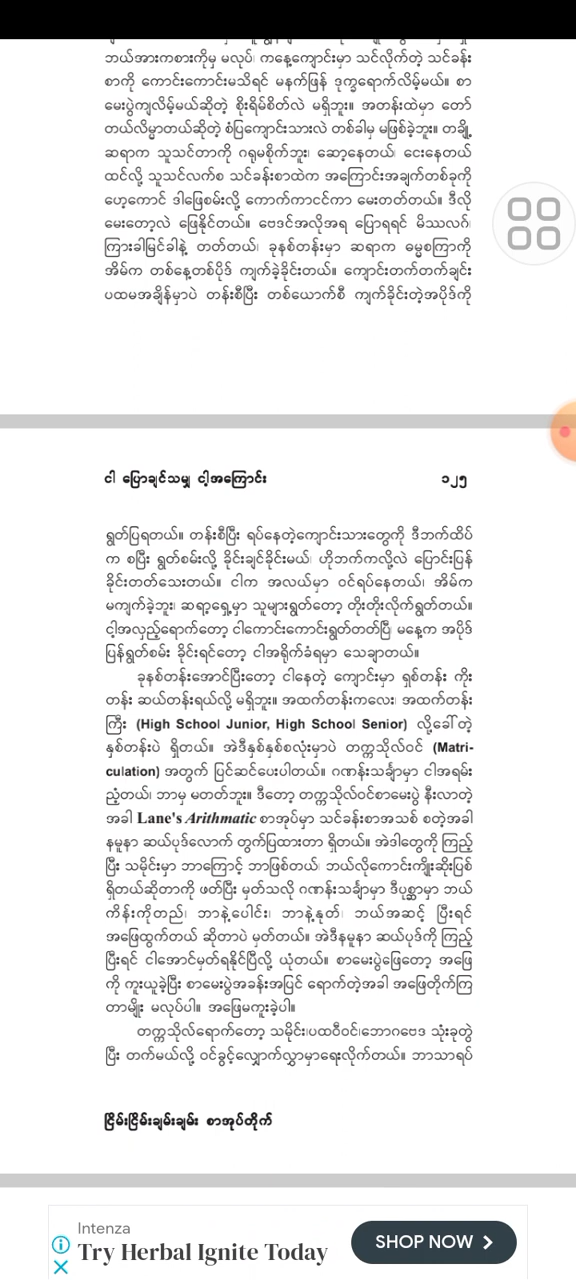 ဘယ်အားကစားကိုမှ မလုပ်၊ ကနေ့ကျောင်းမှာ သင်လိုက်တဲ့ သင်ခန်း
စာကို ကောင်းကောင်းမသိရင် မနက်ဖြန် ဒုက္ခရောက်လိမ့်မယ်။ စာ
မေးပွဲကျလိမ့်မယ်ဆိုတဲ့ စိုးရိမ်စိတ်လဲ မရှိဘူး။ အတန်းထဲမှာ တော်
တယ်လိမ္မာတယ်ဆိုတဲ့ စံပြကျောင်းသားလဲ တစ်ခါမှ မဖြစ်ခဲ့ဘူး။ တချို့
ဆရာက သူသင်တာကို ဂရုမစိုက်ဘူး၊ ဆော့နေတယ်၊ ငေးနေတယ်
ထင်လို့ သူသင်လက်စ သင်ခန်းစာထဲက အကြောင်းအချက်တစ်ခုကို
ဟေ့ကောင် ဒါဖြေစမ်းလို့ ကောက်ကာငင်ကာ မေးတတ်တယ်။ ဒီလို
မေးတော့လဲ ဖြေနိုင်တယ်။ ဗေဒင်အလိုအရ ပြောရရင် မိဿလဂ်၊
ကြားခါမြင်ခါနဲ့ တတ်တယ်၊ ခုနစ်တန်းမှာ ဆရာက ဓမ္မစကြာကို
အိမ်က တစ်နေ့တစ်ပိုဒ် ကျက်ခဲ့ခိုင်းတယ်။ ကျောင်းတက်တက်ချင်း
ပထမအချိန်မှာပဲ တန်းစီပြီး တစ်ယောက်စီ ကျက်ခိုင်းတဲ့အပိုဒ်ကို
ငါ ပြောချင်သမျှ ငါ့အကြောင်း ၁၂၅
ရွတ်ပြရတယ်။ တန်းစီပြီး ရပ်နေတဲ့ကျောင်းသားတွေကို ဒီဘက်ထိပ်
က စပြီး ရွတ်စမ်းလို့ ခိုင်းချင်ခိုင်းမယ်၊ ဟိုဘက်ကလို့လဲ ပြောင်းပြန်
ခိုင်းတတ်သေးတယ်။ ငါက အလယ်မှာ ဝင်ရပ်နေတယ်၊ အိမ်က
မကျက်ခဲ့ဘူး၊ ဆရာ့ရှေ့မှာ သူများရွတ်တော့ တိုးတိုးလိုက်ရွတ်တယ်။
ငါ့အလှည့်ရောက်တော့ ငါကောင်းကောင်းရွတ်တတ်ပြီ၊ မနေ့က အပိုဒ်
ပြန်ရွတ်စမ်း ခိုင်းရင်တော့ ငါအရိုက်ခံရမှာ သေချာတယ်။
ခုနစ်တန်းအောင်ပြီးတော့ ငါနေတဲ့ ကျောင်းမှာ ရှစ်တန်း ကိုး
တန်း ဆယ်တန်းရယ်လို့ မရှိဘူး။ အထက်တန်းကလေး၊ အထက်တန်း
ကြီး (High School Junior, High School Senior) လို့ခေါ်တဲ့
နှစ်တန်းပဲ ရှိတယ်။ အဲဒီနှစ်နှစ်စလုံးမှာပဲ တက္ကသိုလ်ဝင် (Matri-
culation) အတွက် ပြင်ဆင်ပေးပါတယ်။ ဂဏန်းသင်္ချာမှာ ငါအရမ်း
ညံ့တယ်၊ ဘာမှ မတတ်ဘူး။ ဒီတော့ တက္ကသိုလ်ဝင်စာမေးပွဲ နီးလာတဲ့
အခါ Lane's Arithmatic စာအုပ်မှာ သင်ခန်းစာအသစ် စတဲ့အခါ
နမူနာ ဆယ်ပုဒ်လောက် တွက်ပြထားတာ ရှိတယ်။ အဲဒါတွေကို ကြည့်
ပြီး သမိုင်းမှာ ဘာကြောင့် ဘာဖြစ်တယ်၊ ဘယ်လိုကောင်းကျိုးဆိုးပြစ်
ရှိတယ်ဆိုတာကို ဖတ်ပြီး မှတ်သလို ဂဏန်းသင်္ချာမှာ ဒီပုစ္ဆာမှာ ဘယ်
ကိန်းကိုတည်၊ ဘာနဲ့ပေါင်း၊ ဘာနဲ့နုတ်၊ ဘယ်အဆင့် ပြီးရင်
အဖြေထွက်တယ် ဆိုတာပဲ မှတ်တယ်။ အဲဒီနမူနာ ဆယ်ပုဒ်ကို ကြည့်
ပြီးရင် ငါအောင်မှတ်ရနိုင်ပြီလို့ ယုံတယ်။ စာမေးပွဲဖြေတော့ အဖြေ
ကို ကူးယူခဲ့ပြီး စာမေးပွဲအခန်းအပြင် ရောက်တဲ့အခါ အဖြေတိုက်ကြ
တာမျိုး မလုပ်ပါ။ အဖြေမကူးခဲ့ပါ။
တက္ကသိုလ်ရောက်တော့ သမိုင်း၊ပထဝီဝင်၊ဘောဂဗေဒ သုံးခုတွဲ
ပြီး တက်မယ်လို့ ဝင်ခွင့်လျှောက်လွှာမှာရေးလိုက်တယ်။ ဘာသာရပ်
ငြိမ်းငြိမ်းချမ်းချမ်း စာအုပ်တိုက်
Intenza
Try Herbal Ignite Today
SHOP NOW